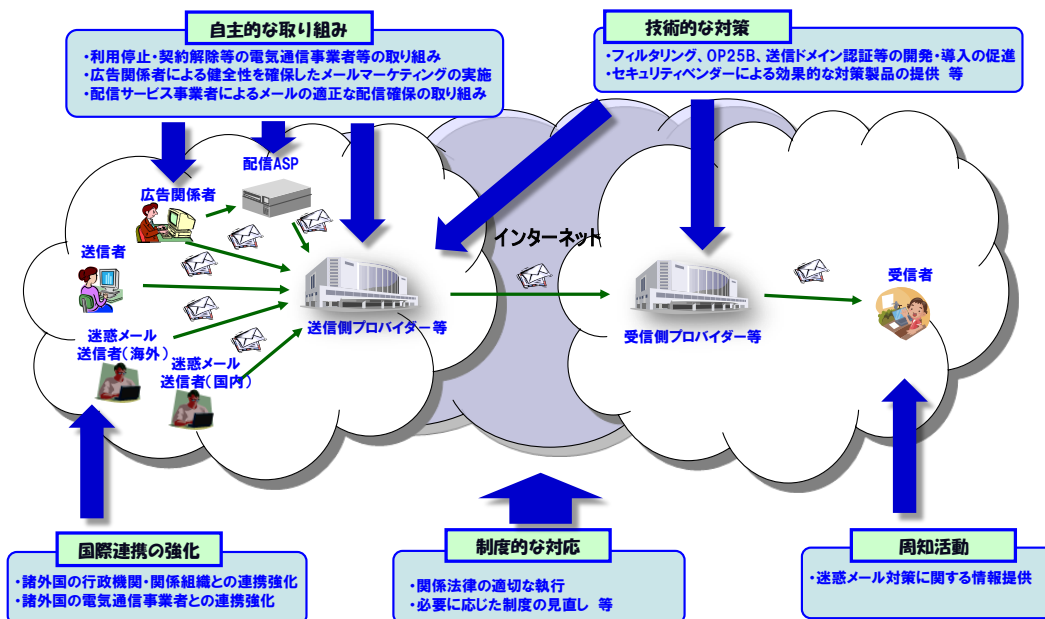 自主的な取り組み
・利用停止・契約解除等の電気通信事業者等の取り組み
・広告関係者による健全性を確保したメールマーケティングの実施
・配信サービス事業者によるメールの適正な配信確保の取り組み
技術的な対策
・フィルタリング、OP25B、送信ドメイン認証等の開発・導入の促進
・セキュリティベンダーによる効果的な対策製品の提供 等
配信ASP
広告関係者
送信者
インターネット
受信者
送信側プロバイダー等
受信側プロバイダー等
迷惑メール
送信者(海外)
迷惑メール
送信者(国内)
国際連携の強化
・諸外国の行政機関・関係組織との連携強化
・諸外国の電気通信事業者との連携強化
制度的な対応
・関係法律の適切な執行
・必要に応じた制度の見直し 等
周知活動
・迷惑メール対策に関する情報提供